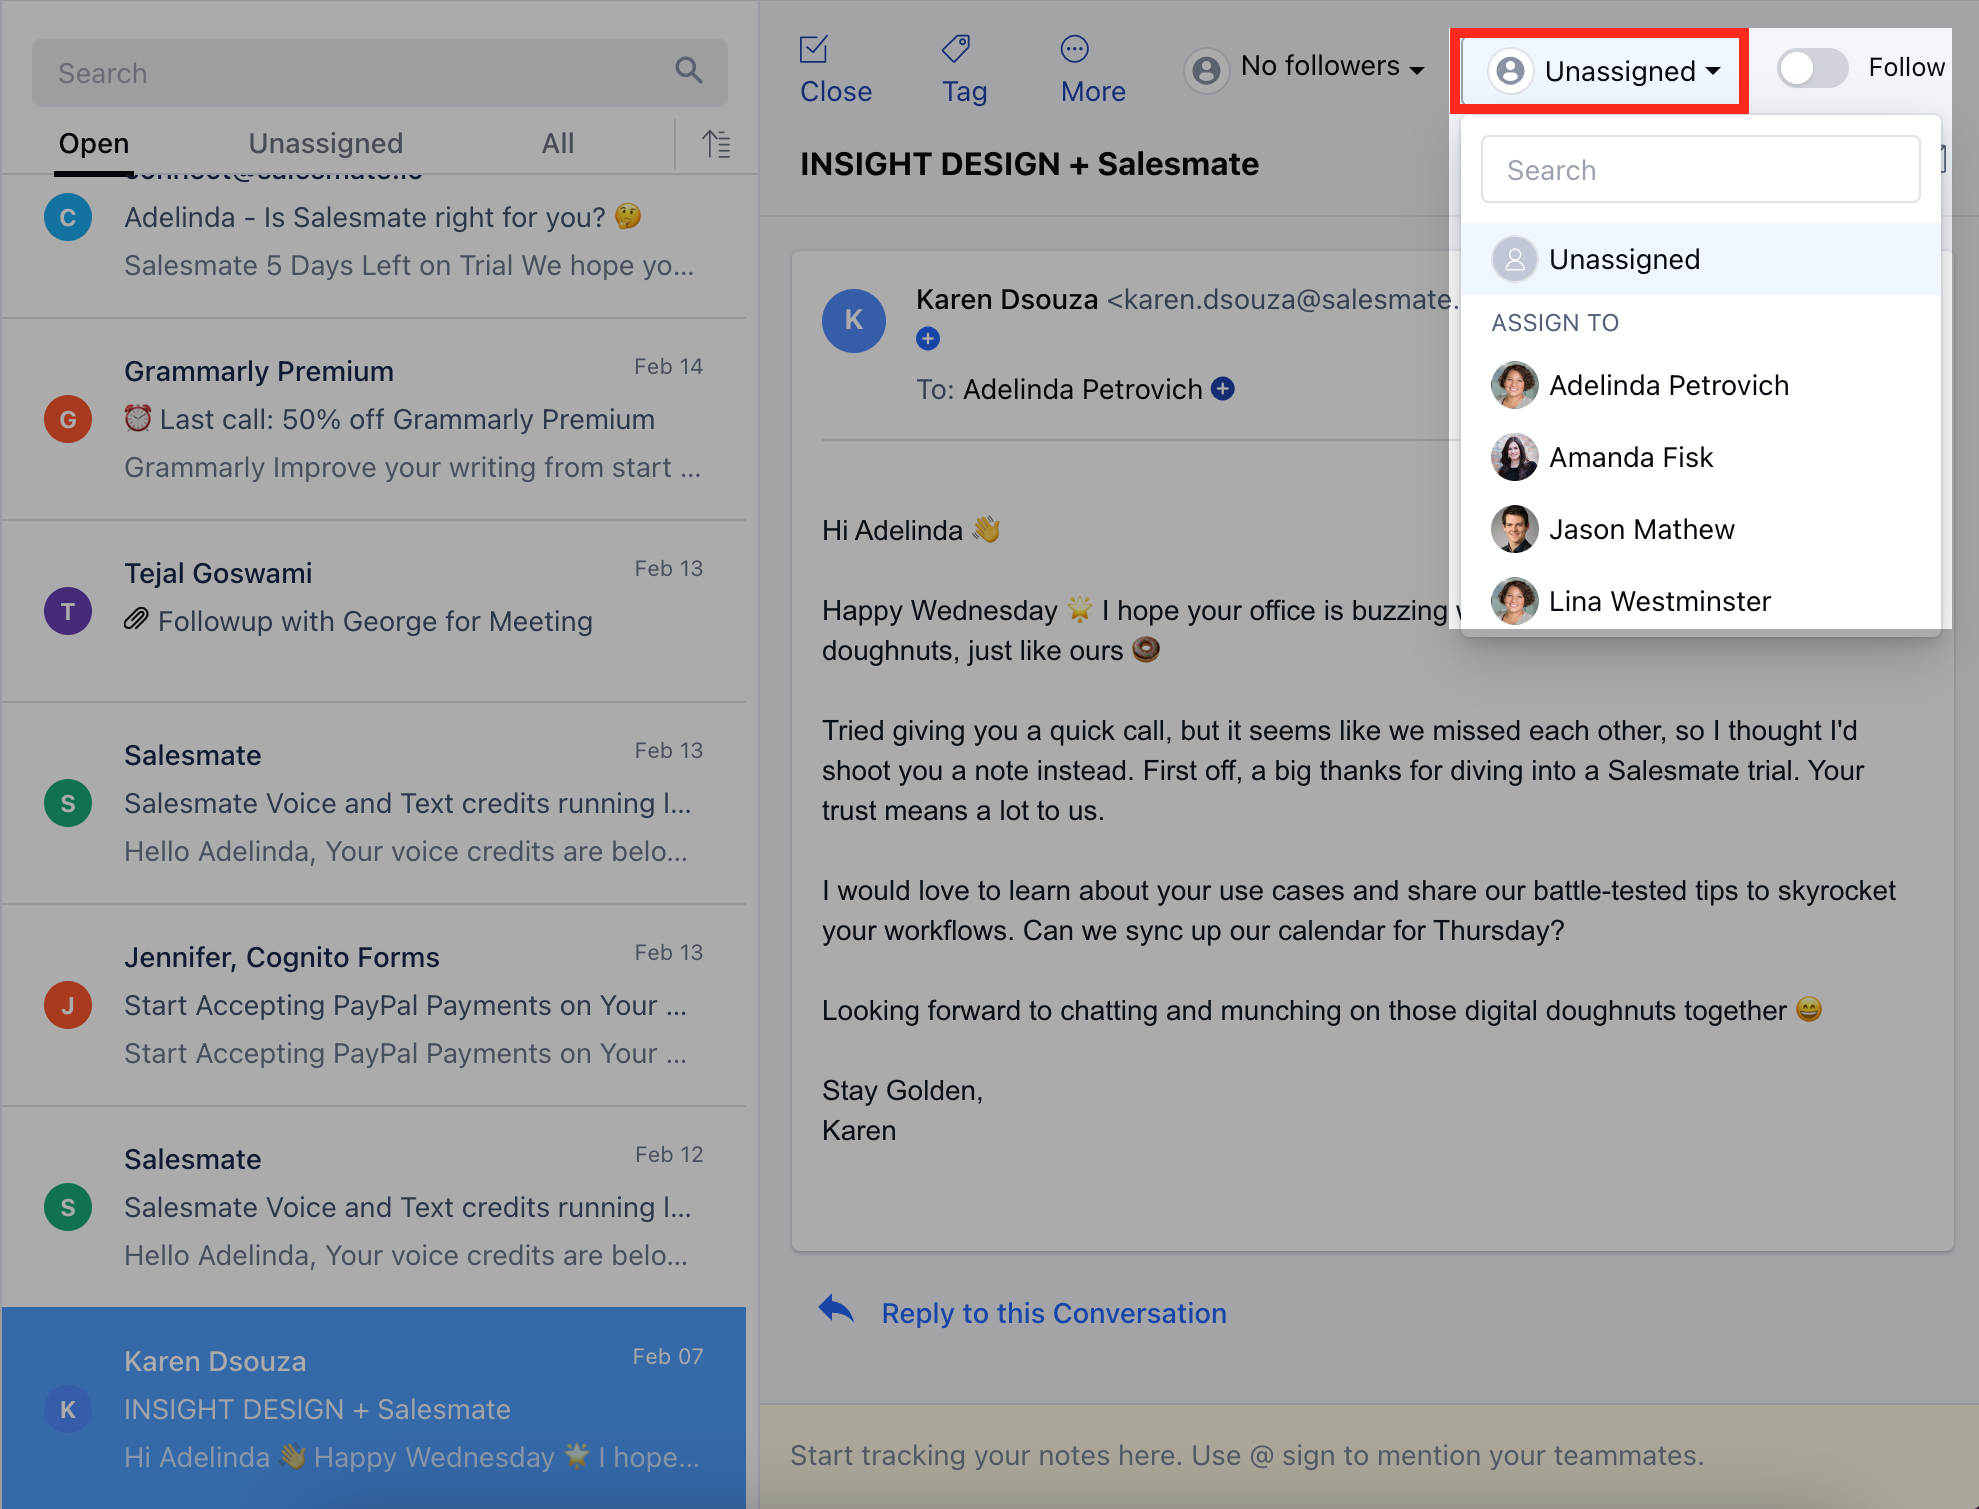 Search
Open
Unassigned
All
connect@salesmate.io
C
Adelinda - Is Salesmate right for you? 🤔
Salesmate 5 Days Left on Trial We hope yo...
Grammarly Premium
Feb 14
G
⏰ Last call: 50% off Grammarly Premium
Grammarly Improve your writing from start ...
Tejal Goswami
Feb 13
T
Followup with George for Meeting
Salesmate
Feb 13
S
Salesmate Voice and Text credits running l...
Hello Adelinda, Your voice credits are belo...
Jennifer, Cognito Forms
Feb 13
J
Start Accepting PayPal Payments on Your ...
Start Accepting PayPal Payments on Your ...
Salesmate
Feb 12
S
Salesmate Voice and Text credits running l...
Hello Adelinda, Your voice credits are belo...
Karen Dsouza
Feb 07
K
INSIGHT DESIGN + Salesmate
Hi Adelinda 👋 Happy Wednesday 🌟 I hope...
Close
Tag
More
No followers
Unassigned
Follow
INSIGHT DESIGN + Salesmate
Search
Unassigned
ASSIGN TO
Adelinda Petrovich
Amanda Fisk
Jason Mathew
Lina Westminster
K
Karen Dsouza <karen.dsouza@salesmate.
To: Adelinda Petrovich
Hi Adelinda 👋
Happy Wednesday 🌟 I hope your office is buzzing
doughnuts, just like ours 🍩
Tried giving you a quick call, but it seems like we missed each other, so I thought I'd
shoot you a note instead. First off, a big thanks for diving into a Salesmate trial. Your
trust means a lot to us.
I would love to learn about your use cases and share our battle-tested tips to skyrocket
your workflows. Can we sync up our calendar for Thursday?
Looking forward to chatting and munching on those digital doughnuts together 😄
Stay Golden,
Karen
Reply to this Conversation
Start tracking your notes here. Use @ sign to mention your teammates.